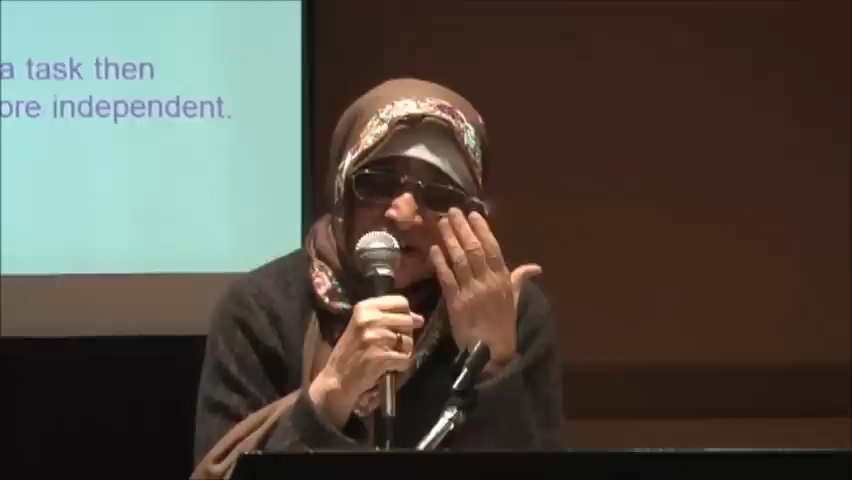 a task then
ore independent.